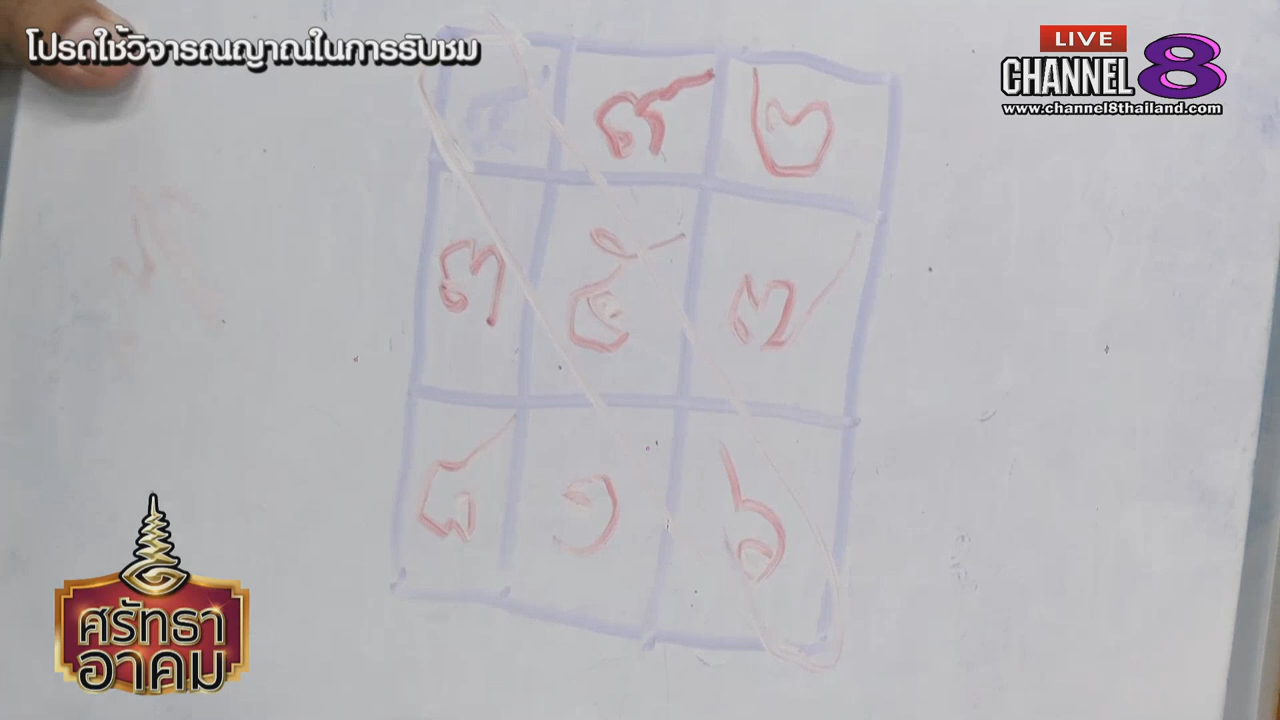 โปรดใช้วิจารณญาณในการรับชม
LIVE
CHANNEL 8
www.channel8thailand.com
๔ ๙ ๒
๓ ๕ ๗
๘ ๑ ๖
ศรัทธา
อาคม